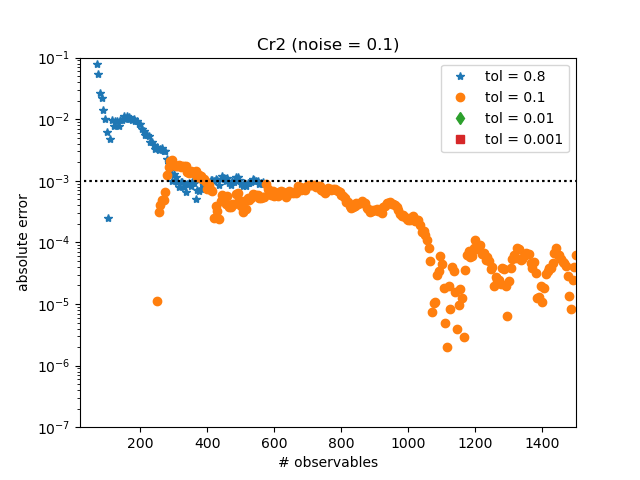 Cr2 (noise = 0.1)
tol = 0.8
tol = 0.1
tol = 0.01
tol = 0.001
absolute error
10⁻¹
10⁻²
10⁻³
10⁻⁴
10⁻⁵
10⁻⁶
10⁻⁷
200 400 600 800 1000 1200 1400
# observables